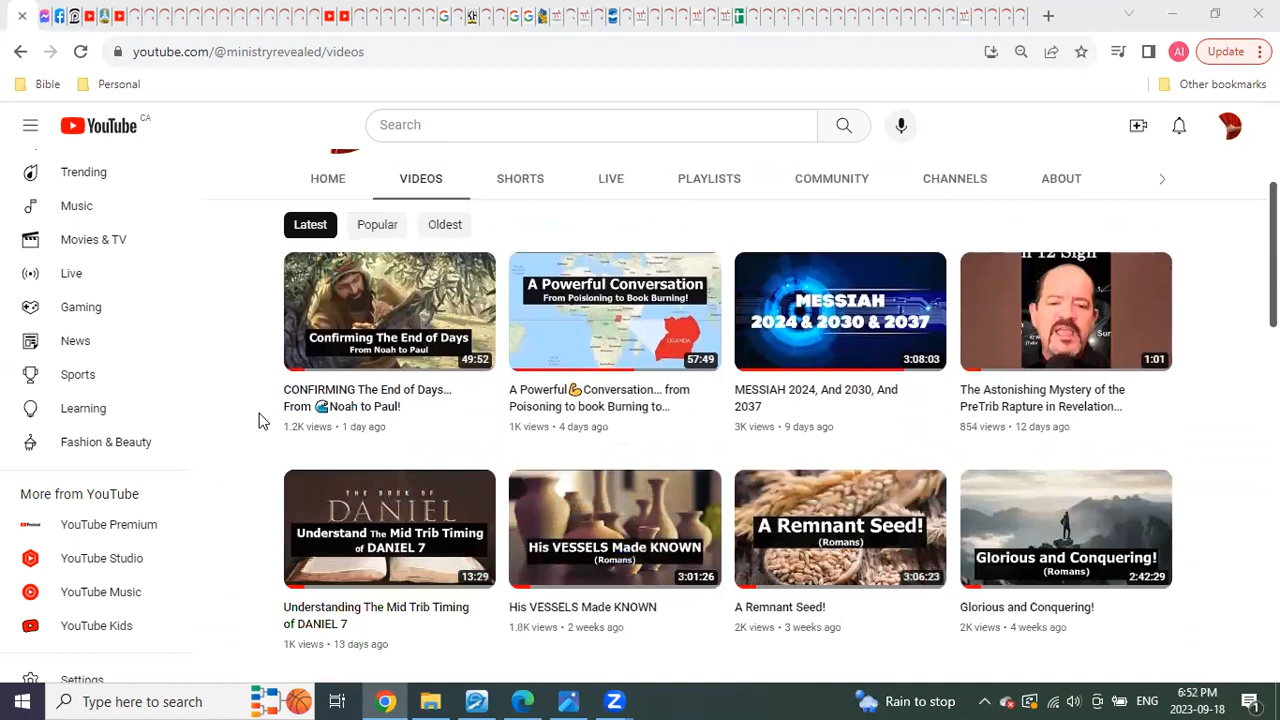 youtube.com/@ministryrevealed/videos
AI
Update
Bible
Personal
Other bookmarks
YouTube CA
Search
Trending
Music
Movies & TV
Live
Gaming
News
Sports
Learning
Fashion & Beauty
More from YouTube
YouTube Premium
YouTube Studio
YouTube Music
YouTube Kids
Settings
HOME
VIDEOS
SHORTS
LIVE
PLAYLISTS
COMMUNITY
CHANNELS
ABOUT
Latest
Popular
Oldest
Confirming The End of Days
From Noah to Paul
49:52
CONFIRMING The End of Days...
From 🌊Noah to Paul!
1.2K views • 1 day ago
A Powerful Conversation
From Poisioning to Book Burning!
UGANDA
57:49
A Powerful💪Conversation... from
Poisoning to book Burning to...
1K views • 4 days ago
MESSIAH
2024 & 2030 & 2037
3:08:03
MESSIAH 2024, And 2030, And
2037
3K views • 9 days ago
12 Sign
1:01
The Astonishing Mystery of the
PreTrib Rapture in Revelation...
854 views • 12 days ago
THE BOOK OF
DANIEL
Understand The Mid Trib Timing
of DANIEL 7
13:29
Understanding The Mid Trib Timing
of DANIEL 7
1K views • 13 days ago
His VESSELS Made KNOWN
(Romans)
3:01:26
His VESSELS Made KNOWN
1.8K views • 2 weeks ago
A Remnant Seed!
(Romans)
3:06:23
A Remnant Seed!
2K views • 3 weeks ago
Glorious and Conquering!
(Romans)
2:42:29
Glorious and Conquering!
2K views • 4 weeks ago
Type here to search
Rain to stop
ENG
6:52 PM
2023-09-18
1